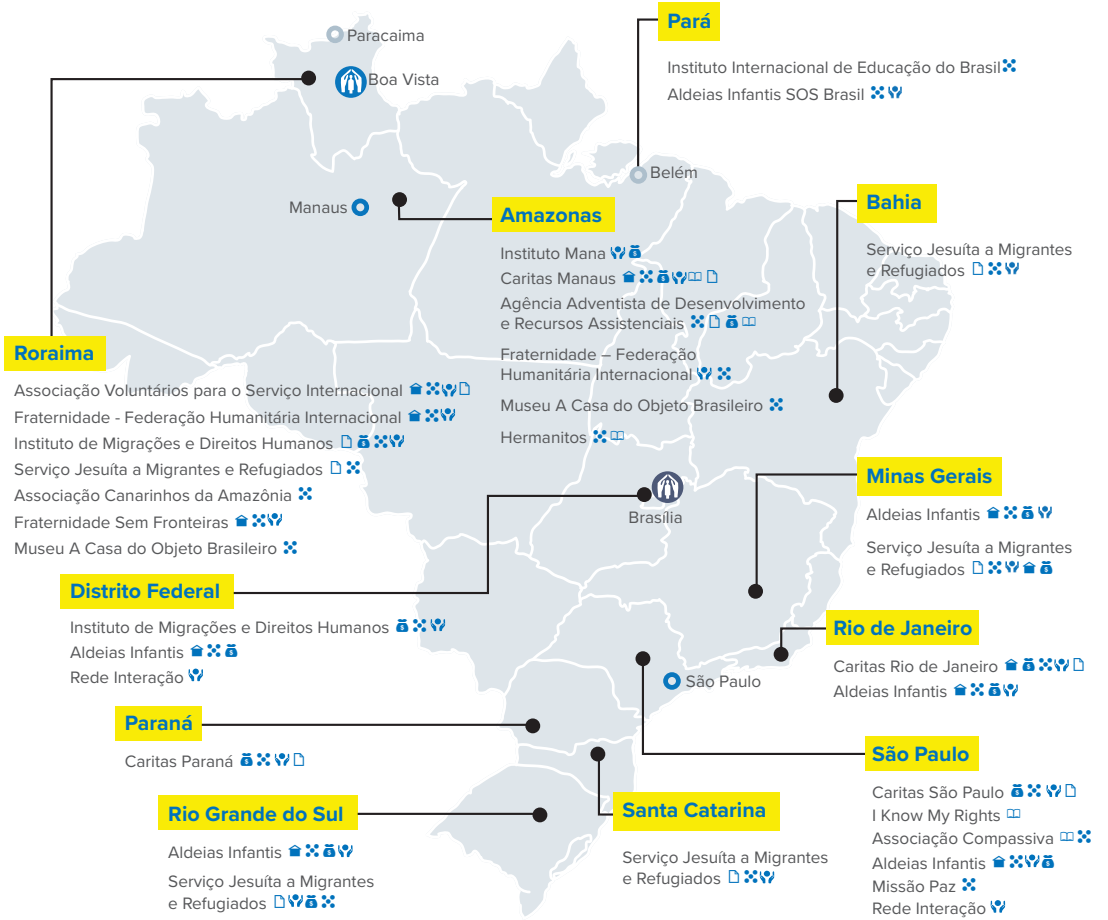 Paracaima
Boa Vista
Pará
Instituto Internacional de Educação do Brasil
Aldeias Infantis SOS Brasil
Belém
Manaus
Amazonas
Instituto Mana
Caritas Manaus
Agência Adventista de Desenvolvimento
e Recursos Assistenciais
Fraternidade – Federação
Humanitária Internacional
Museu A Casa do Objeto Brasileiro
Hermanitos
Bahia
Serviço Jesuíta a Migrantes
e Refugiados
Roraima
Associação Voluntários para o Serviço Internacional
Fraternidade - Federação Humanitária Internacional
Instituto de Migrações e Direitos Humanos
Serviço Jesuíta a Migrantes e Refugiados
Associação Canarinhos da Amazônia
Fraternidade Sem Fronteiras
Museu A Casa do Objeto Brasileiro
Brasília
Minas Gerais
Aldeias Infantis
Serviço Jesuíta a Migrantes
e Refugiados
Distrito Federal
Instituto de Migrações e Direitos Humanos
Aldeias Infantis
Rede Interação
Rio de Janeiro
Caritas Rio de Janeiro
Aldeias Infantis
São Paulo
Paraná
Caritas Paraná
São Paulo
Caritas São Paulo
I Know My Rights
Associação Compassiva
Aldeias Infantis
Missão Paz
Rede Interação
Rio Grande do Sul
Aldeias Infantis
Serviço Jesuíta a Migrantes
e Refugiados
Santa Catarina
Serviço Jesuíta a Migrantes
e Refugiados